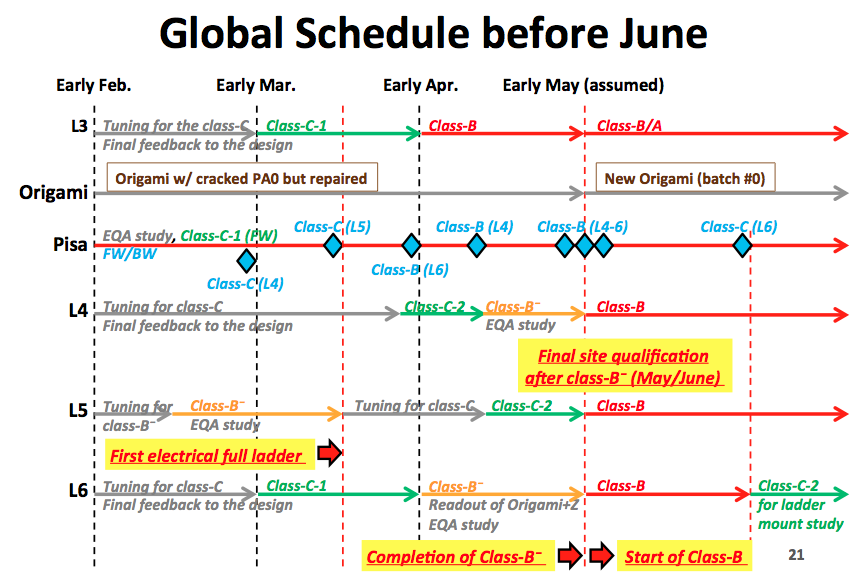 Global Schedule before June
Early Feb.
Early Mar.
Early Apr.
Early May (assumed)
L3
Tuning for the class-C
Final feedback to the design
Class-C-1
Class-B
Class-B/A
Origami
Origami w/ cracked PA0 but repaired
New Origami (batch #0)
Pisa
EQA study, Class-C-1 (FW)
FW/BW
Class-C (L4)
Class-C (L5)
Class-B (L6)
Class-B (L4)
Class-B (L4-6)
Class-C (L6)
L4
Tuning for class-C
Final feedback to the design
Class-C-2
Class-B⁻
EQA study
Class-B
Final site qualification
after class-B⁻ (May/June)
L5
Tuning for
class-B⁻
Class-B⁻
EQA study
Tuning for class-C
Class-C-2
Class-B
First electrical full ladder
L6
Tuning for class-C
Final feedback to the design
Class-C-1
Class-B⁻
Readout of Origami+Z
EQA study
Class-B
Class-C-2
for ladder
mount study
Completion of Class-B⁻
Start of Class-B
21